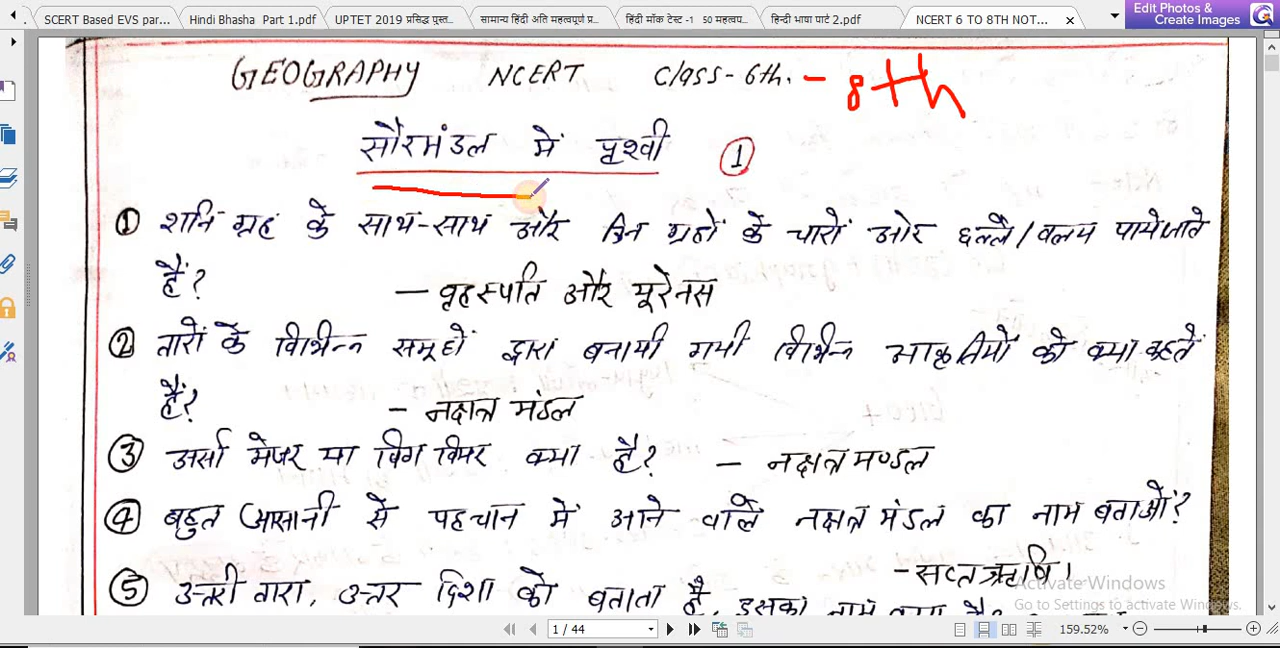 SCERT Based EVS par...
Hindi Bhasha Part 1.pdf
UPTET 2019 प्रसिद्ध पुस्त...
सामान्य हिंदी अति महत्वपूर्ण प्र...
हिंदी मॉक टेस्ट -1 50 महत्वप...
हिन्दी भाषा पार्ट 2.pdf
NCERT 6 TO 8TH NOT...
Edit Photos &
Create Images
GEOGRAPHY NCERT Class-6th. - 8th
सौरमंडल में पृथ्वी ①
① शनि ग्रह के साथ-साथ और किन ग्रहों के चारों ओर छल्ले/वलय पाये जाते
हैं? - वृहस्पति और यूरेनस
② तारों के विभिन्न समूहों द्वारा बनायी गयी विभिन्न आकृतियों को क्या कहते
हैं? - नक्षत्र मंडल
③ अर्सा मेजर या विग वियर क्या है? - नक्षत्र मण्डल
④ बहुत आसानी से पहचान में आने वाले नक्षत्र मंडल का नाम बताओं?
- सप्तऋषि।
⑤ उत्तरी तारा, उत्तर दिशा को बताता है, इसका नाम
Activate Windows
Go to Settings to activate Windows.
1 / 44
159.52%